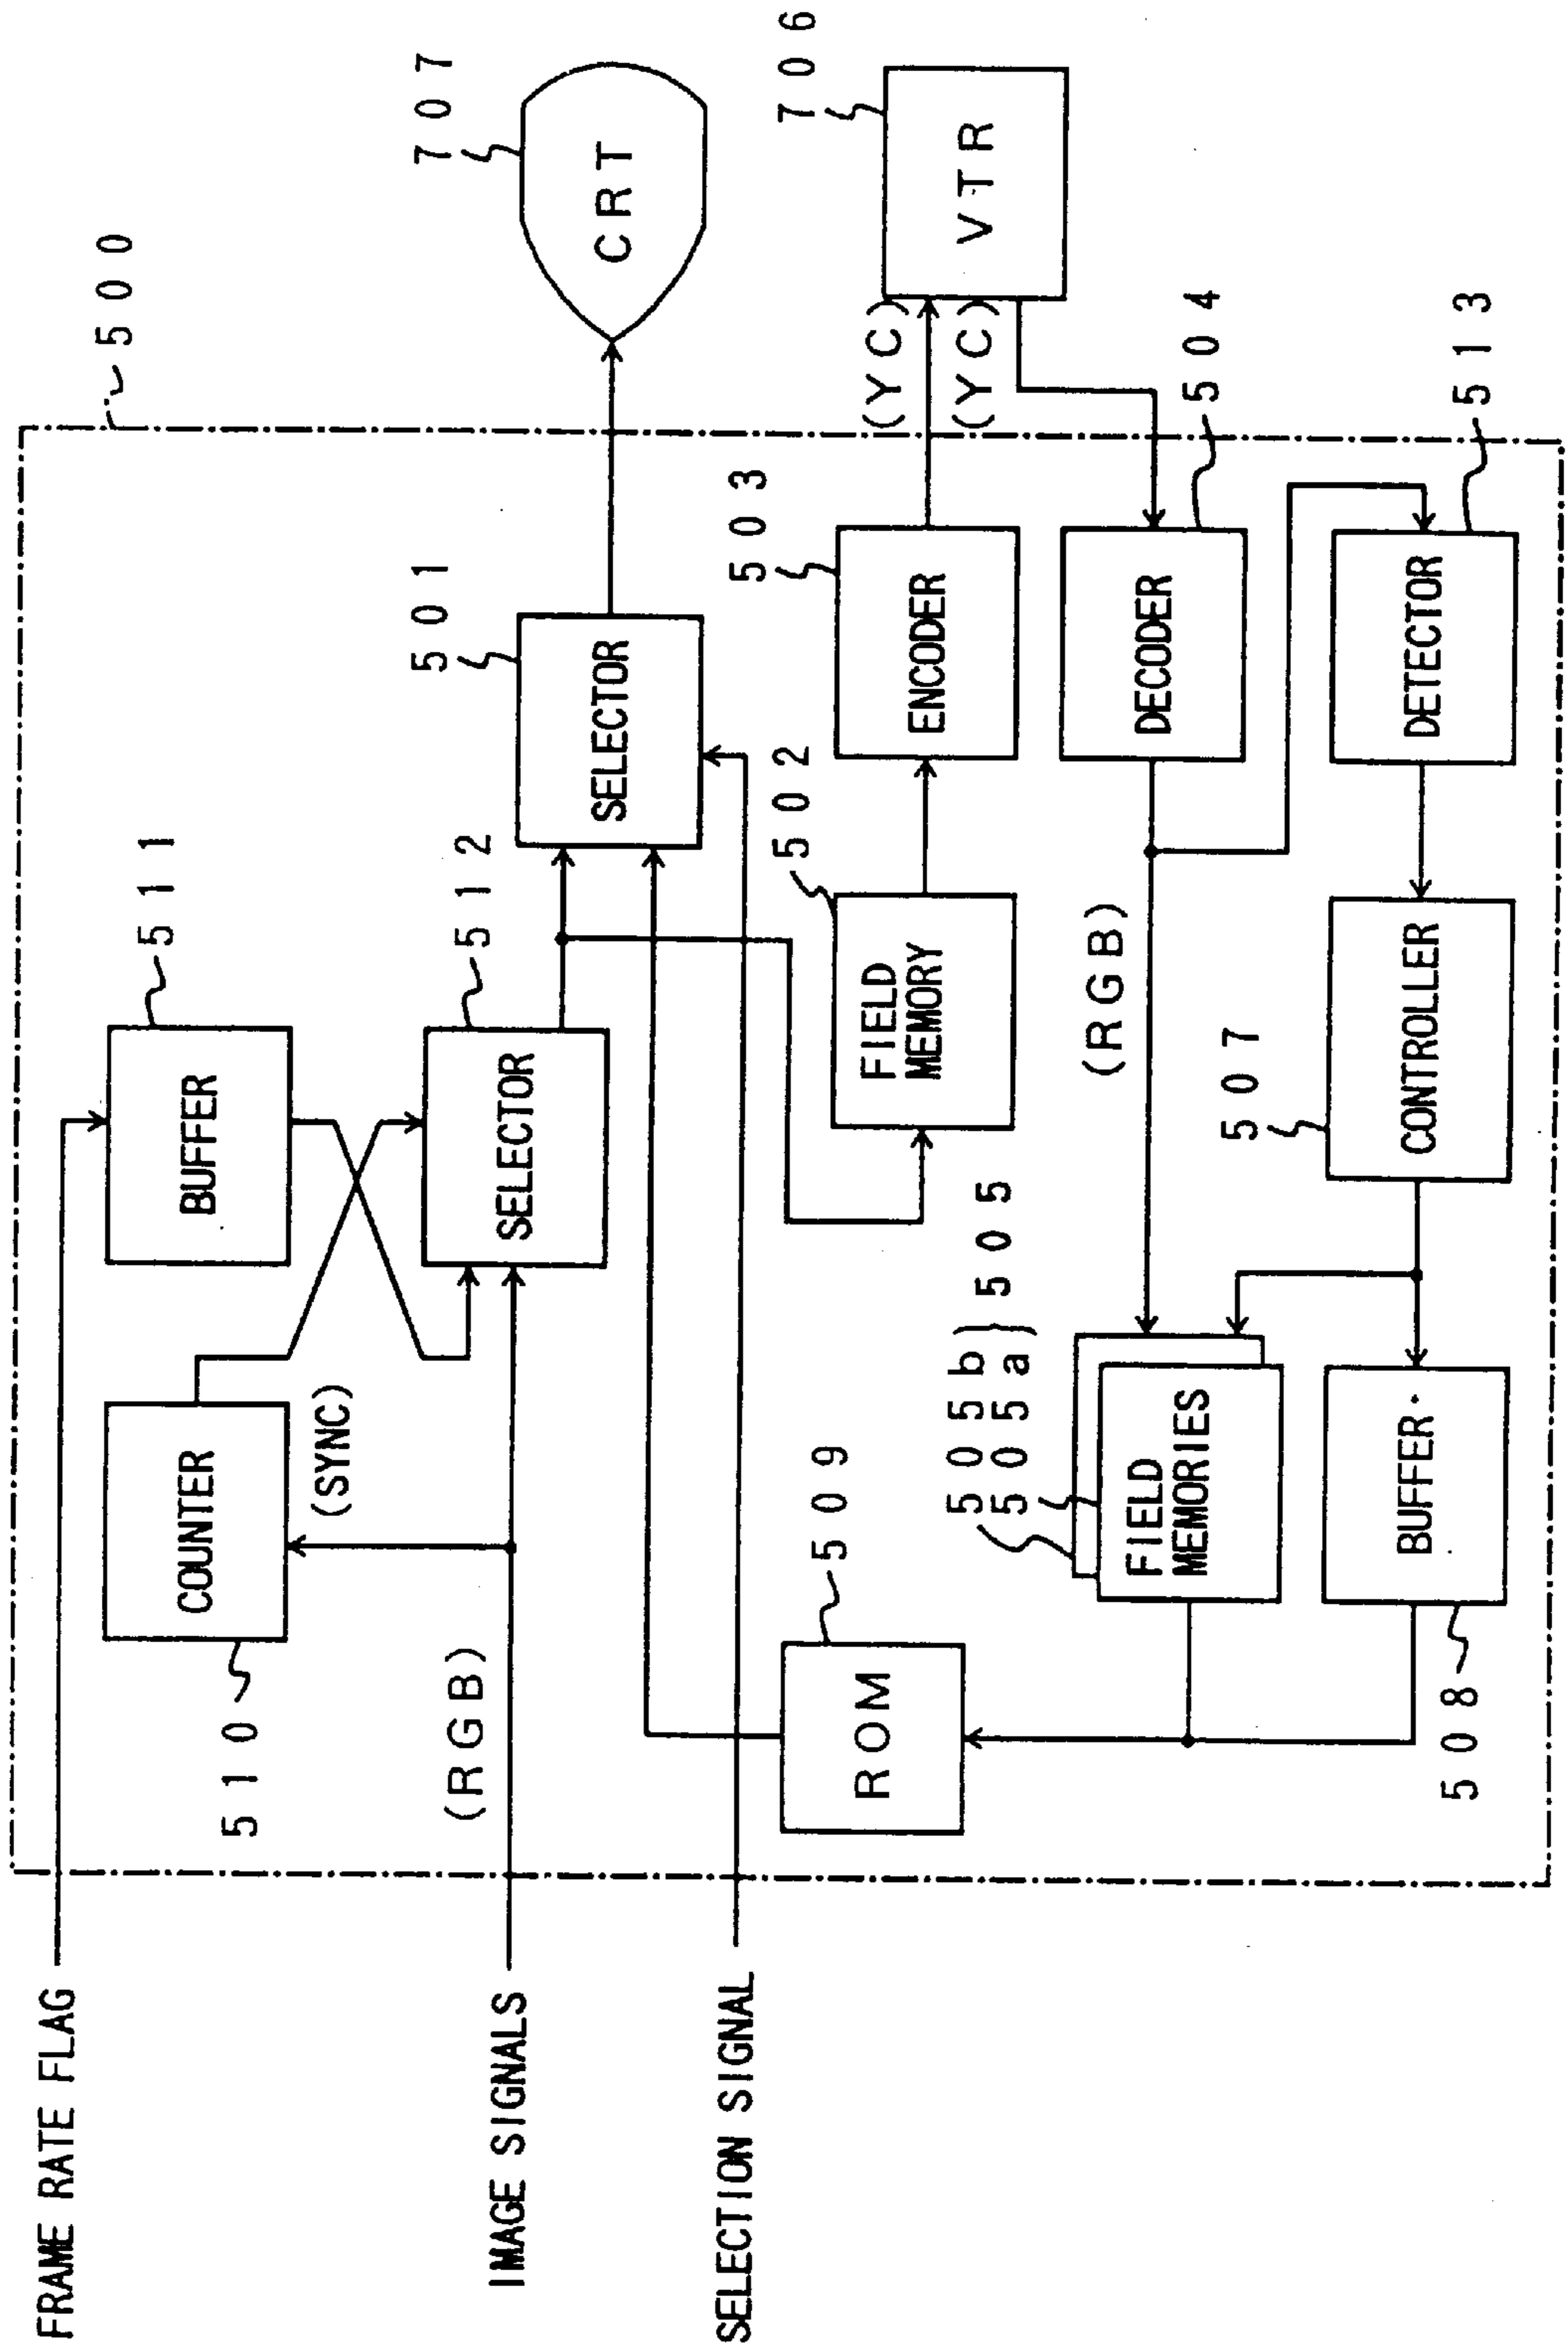 FRAME RATE FLAG
IMAGE SIGNALS
SELECTION SIGNAL
500
510
COUNTER
(SYNC)
(RGB)
BUFFER
511
SELECTOR
512
SELECTOR
501
CRT
707
FIELD
MEMORY
502
ENCODER
503
(YC)
(YC)
VTR
706
ROM
509
505b
505a
} 505
FIELD
MEMORIES
(RGB)
DECODER
504
BUFFER
508
CONTROLLER
507
DETECTOR
513